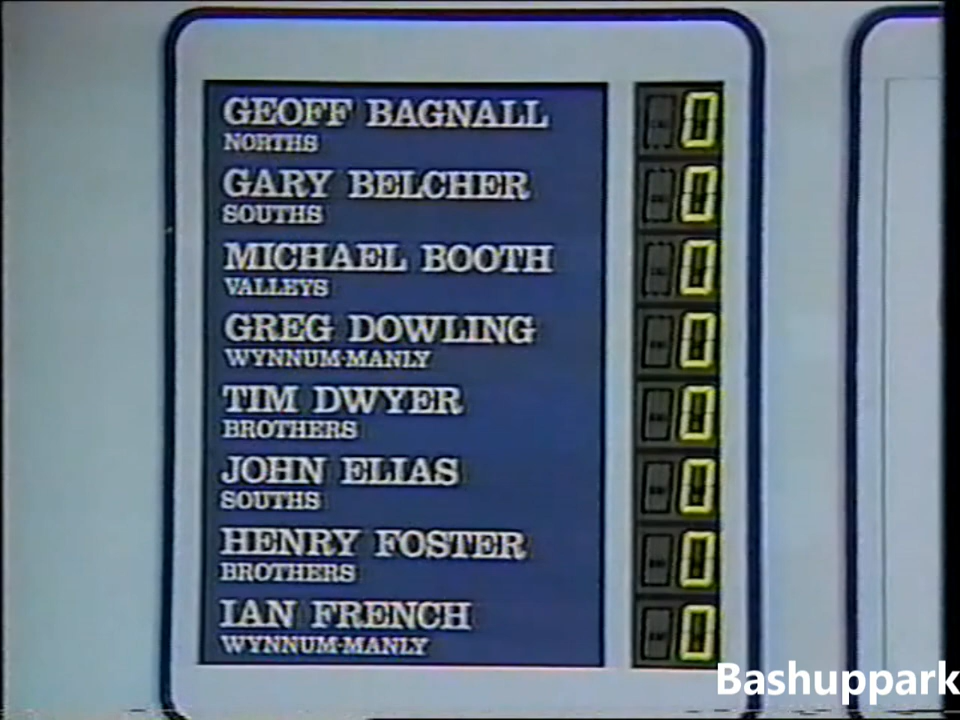 GEOFF BAGNALL 0
NORTHS
GARY BELCHER 0
SOUTHS
MICHAEL BOOTH 0
VALLEYS
GREG DOWLING 0
WYNNUM-MANLY
TIM DWYER 0
BROTHERS
JOHN ELIAS 0
SOUTHS
HENRY FOSTER 0
BROTHERS
IAN FRENCH 0
WYNNUM-MANLY
Bashuppark